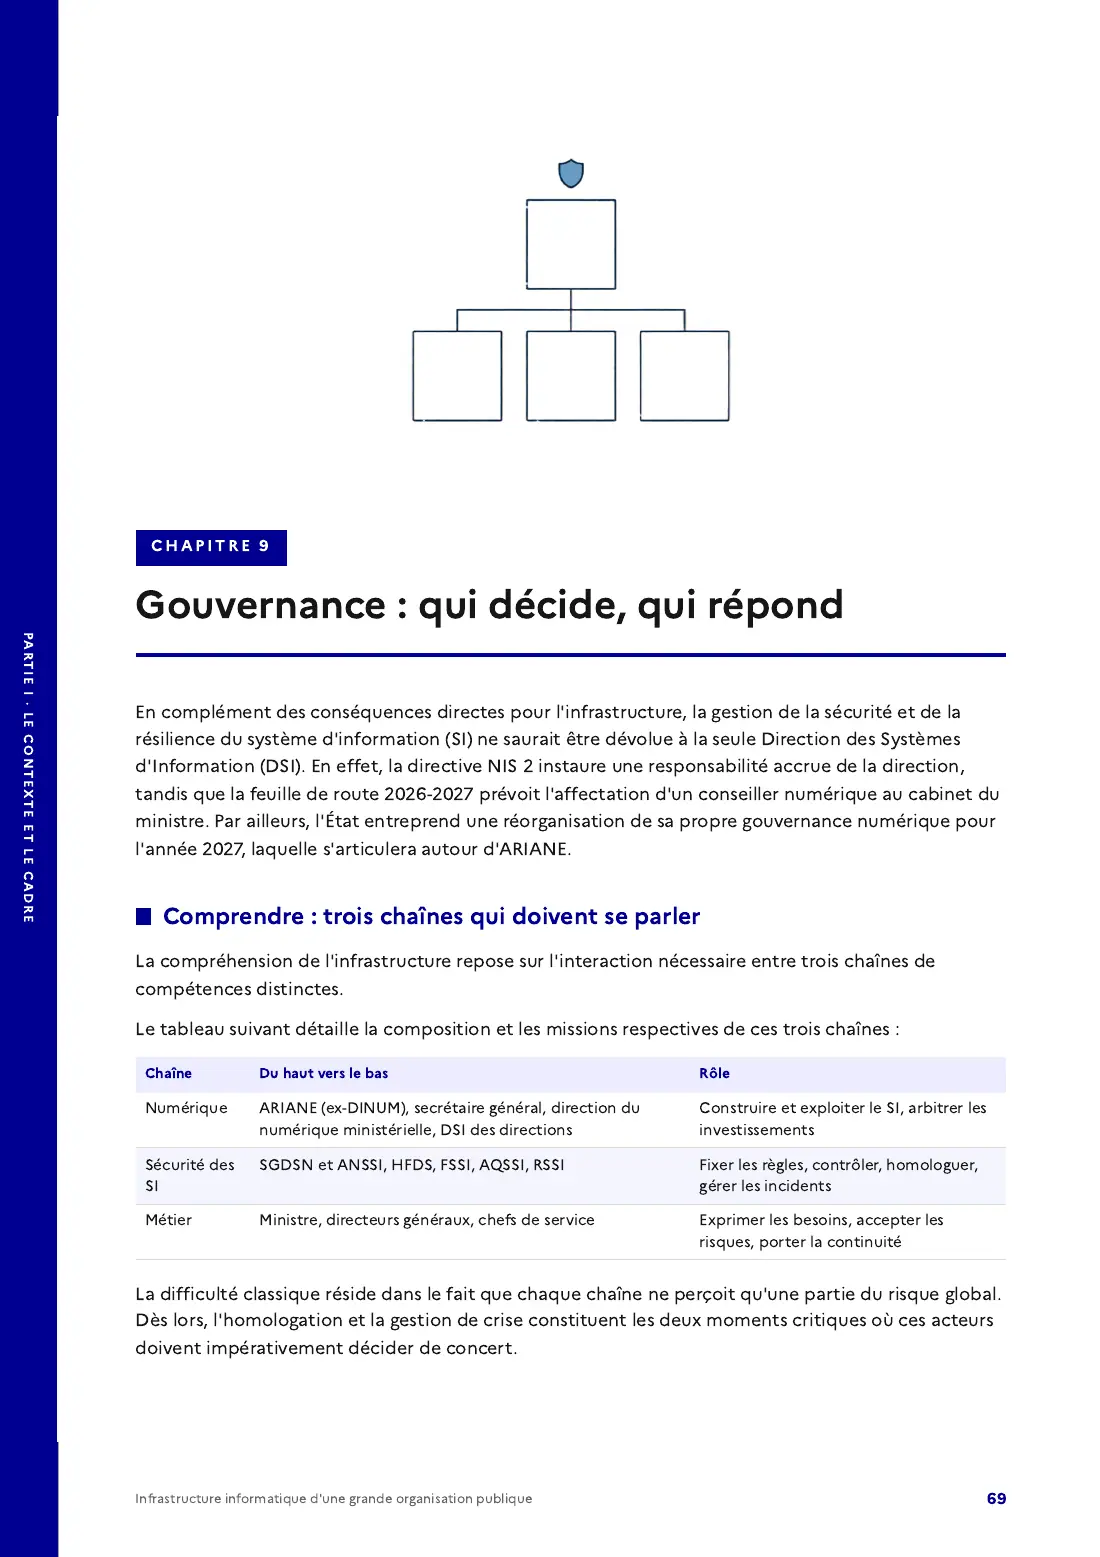 CHAPITRE 9
Gouvernance : qui décide, qui répond
PARTIE I · LE CONTEXTE ET LE CADRE
En complément des conséquences directes pour l'infrastructure, la gestion de la sécurité et de la
résilience du système d'information (SI) ne saurait être dévolue à la seule Direction des Systèmes
d'Information (DSI). En effet, la directive NIS 2 instaure une responsabilité accrue de la direction,
tandis que la feuille de route 2026-2027 prévoit l'affectation d'un conseiller numérique au cabinet du
ministre. Par ailleurs, l'État entreprend une réorganisation de sa propre gouvernance numérique pour
l'année 2027, laquelle s'articulera autour d'ARIANE.
Comprendre : trois chaînes qui doivent se parler
La compréhension de l'infrastructure repose sur l'interaction nécessaire entre trois chaînes de
compétences distinctes.
Le tableau suivant détaille la composition et les missions respectives de ces trois chaînes :
Chaîne Du haut vers le bas Rôle
Numérique ARIANE (ex-DINUM), secrétaire général, direction du Construire et exploiter le SI, arbitrer les
numérique ministérielle, DSI des directions investissements
Sécurité des SGDSN et ANSSI, HFDS, FSSI, AQSSI, RSSI Fixer les règles, contrôler, homologuer,
SI gérer les incidents
Métier Ministre, directeurs généraux, chefs de service Exprimer les besoins, accepter les
risques, porter la continuité
La difficulté classique réside dans le fait que chaque chaîne ne perçoit qu'une partie du risque global.
Dès lors, l'homologation et la gestion de crise constituent les deux moments critiques où ces acteurs
doivent impérativement décider de concert.
Infrastructure informatique d'une grande organisation publique 69